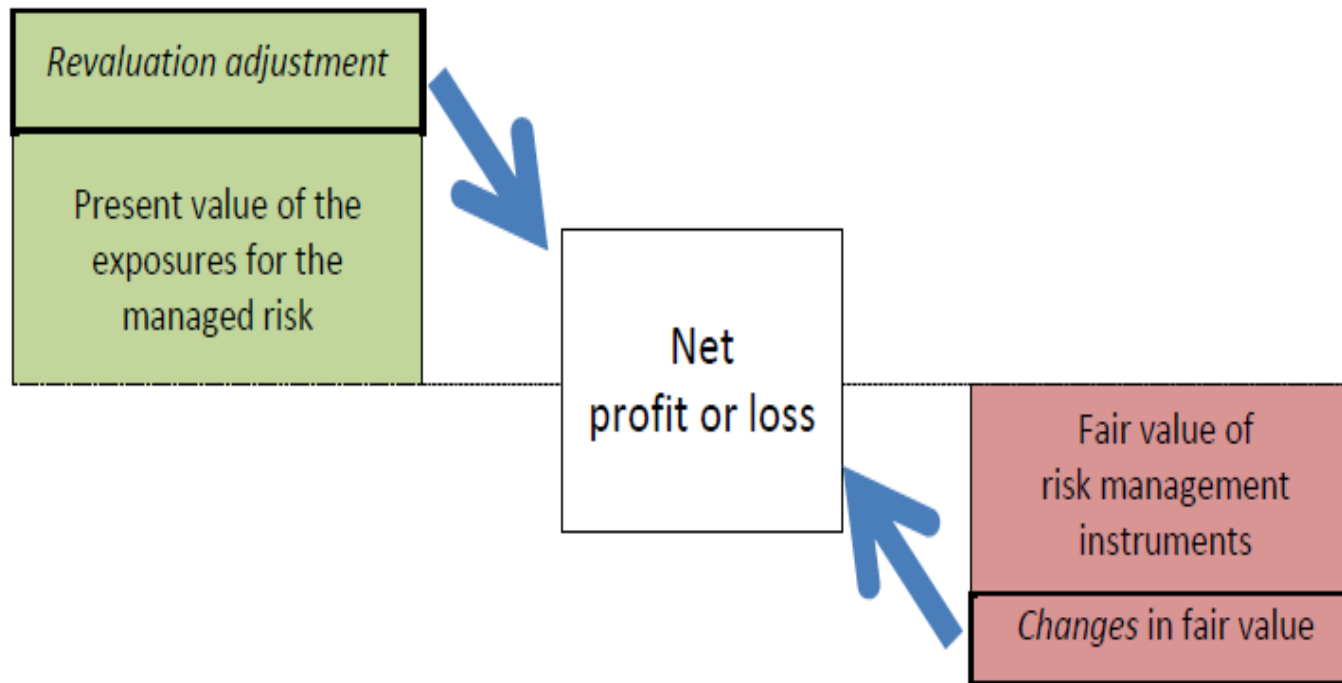 Revaluation adjustment
Present value of the
exposures for the
managed risk
Net
profit or loss
Fair value of
risk management
instruments
Changes in fair value